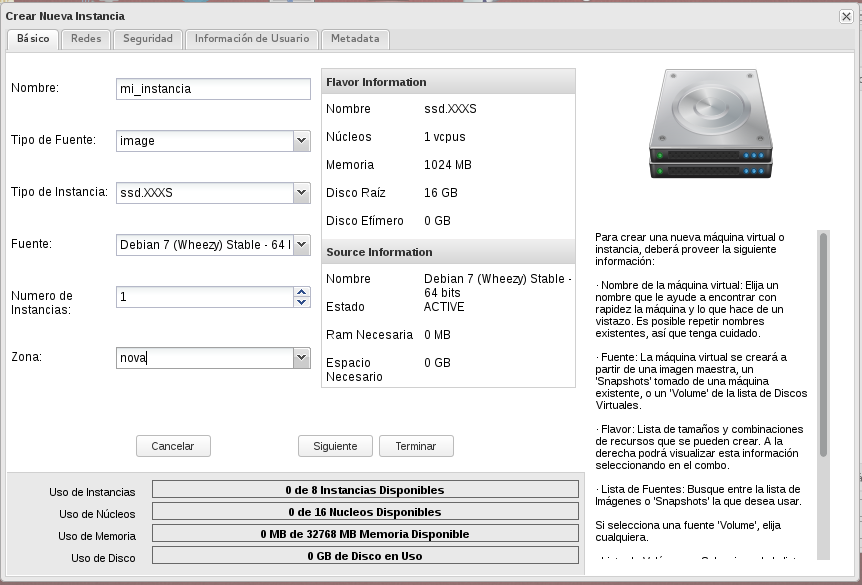 Crear Nueva Instancia
Básico
Redes
Seguridad
Información de Usuario
Metadata
Nombre:
mi_instancia
Tipo de Fuente:
image
Tipo de Instancia:
ssd.XXXS
Fuente:
Debian 7 (Wheezy) Stable - 64 l
Numero de
Instancias:
1
Zona:
nova
Flavor Information
Nombre ssd.XXXS
Núcleos 1 vcpus
Memoria 1024 MB
Disco Raíz 16 GB
Disco Efímero 0 GB
Source Information
Nombre Debian 7 (Wheezy) Stable -
64 bits
Estado ACTIVE
Ram Necesaria 0 MB
Espacio 0 GB
Necesario
Cancelar
Siguiente
Terminar
Uso de Instancias 0 de 8 Instancias Disponibles
Uso de Núcleos 0 de 16 Nucleos Disponibles
Uso de Memoria 0 MB de 32768 MB Memoria Disponible
Uso de Disco 0 GB de Disco en Uso
Para crear una nueva máquina virtual o
instancia, deberá proveer la siguiente
información:
· Nombre de la máquina virtual: Elija un
nombre que le ayude a encontrar con
rapidez la máquina y lo que hace de un
vistazo. Es posible repetir nombres
existentes, así que tenga cuidado.
· Fuente: La máquina virtual se creará a
partir de una imagen maestra, un
'Snapshots' tomado de una máquina
existente, o un 'Volume' de la lista de Discos
Virtuales.
· Flavor: Lista de tamaños y combinaciones
de recursos que se pueden crear. A la
derecha podrá visualizar esta información
seleccionando en el combo.
· Lista de Fuentes: Busque entre la lista de
Imágenes o 'Snapshots' la que desea usar.
Si selecciona una fuente 'Volume', elija
cualquiera.